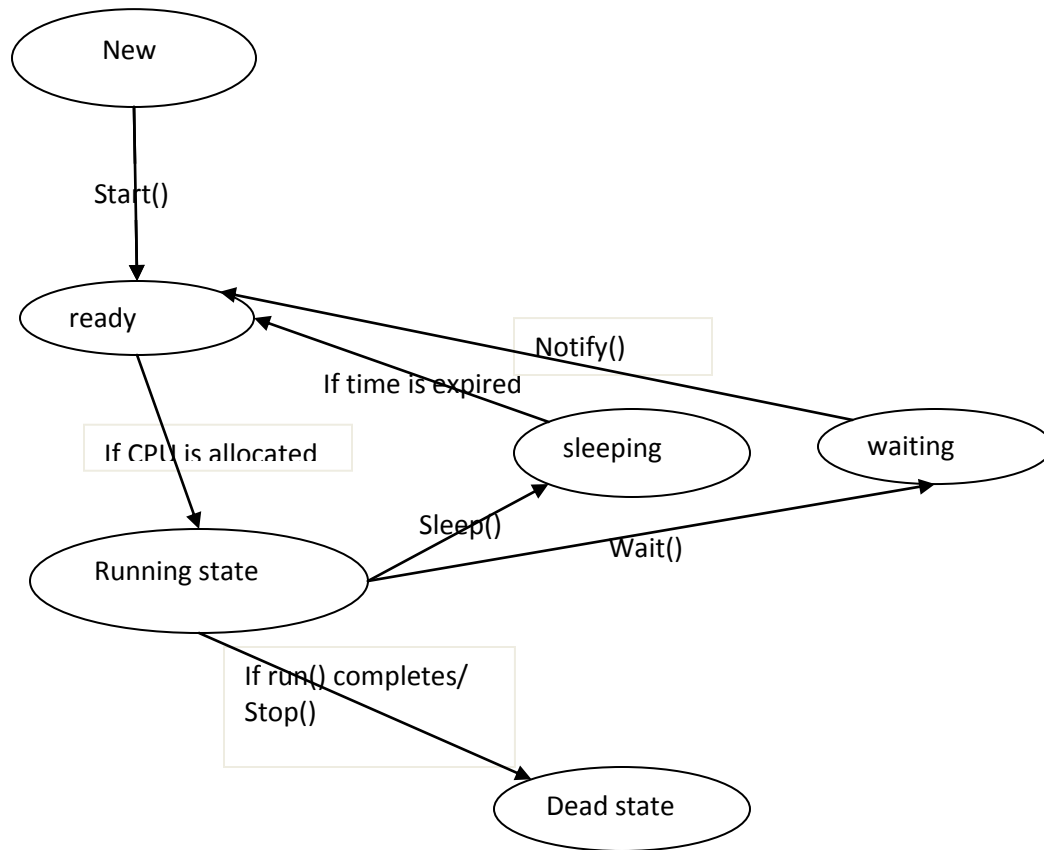 New
Start()
ready
Notify()
If time is expired
If CPU is allocated
sleeping
waiting
Sleep()
Wait()
Running state
If run() completes/
Stop()
Dead state